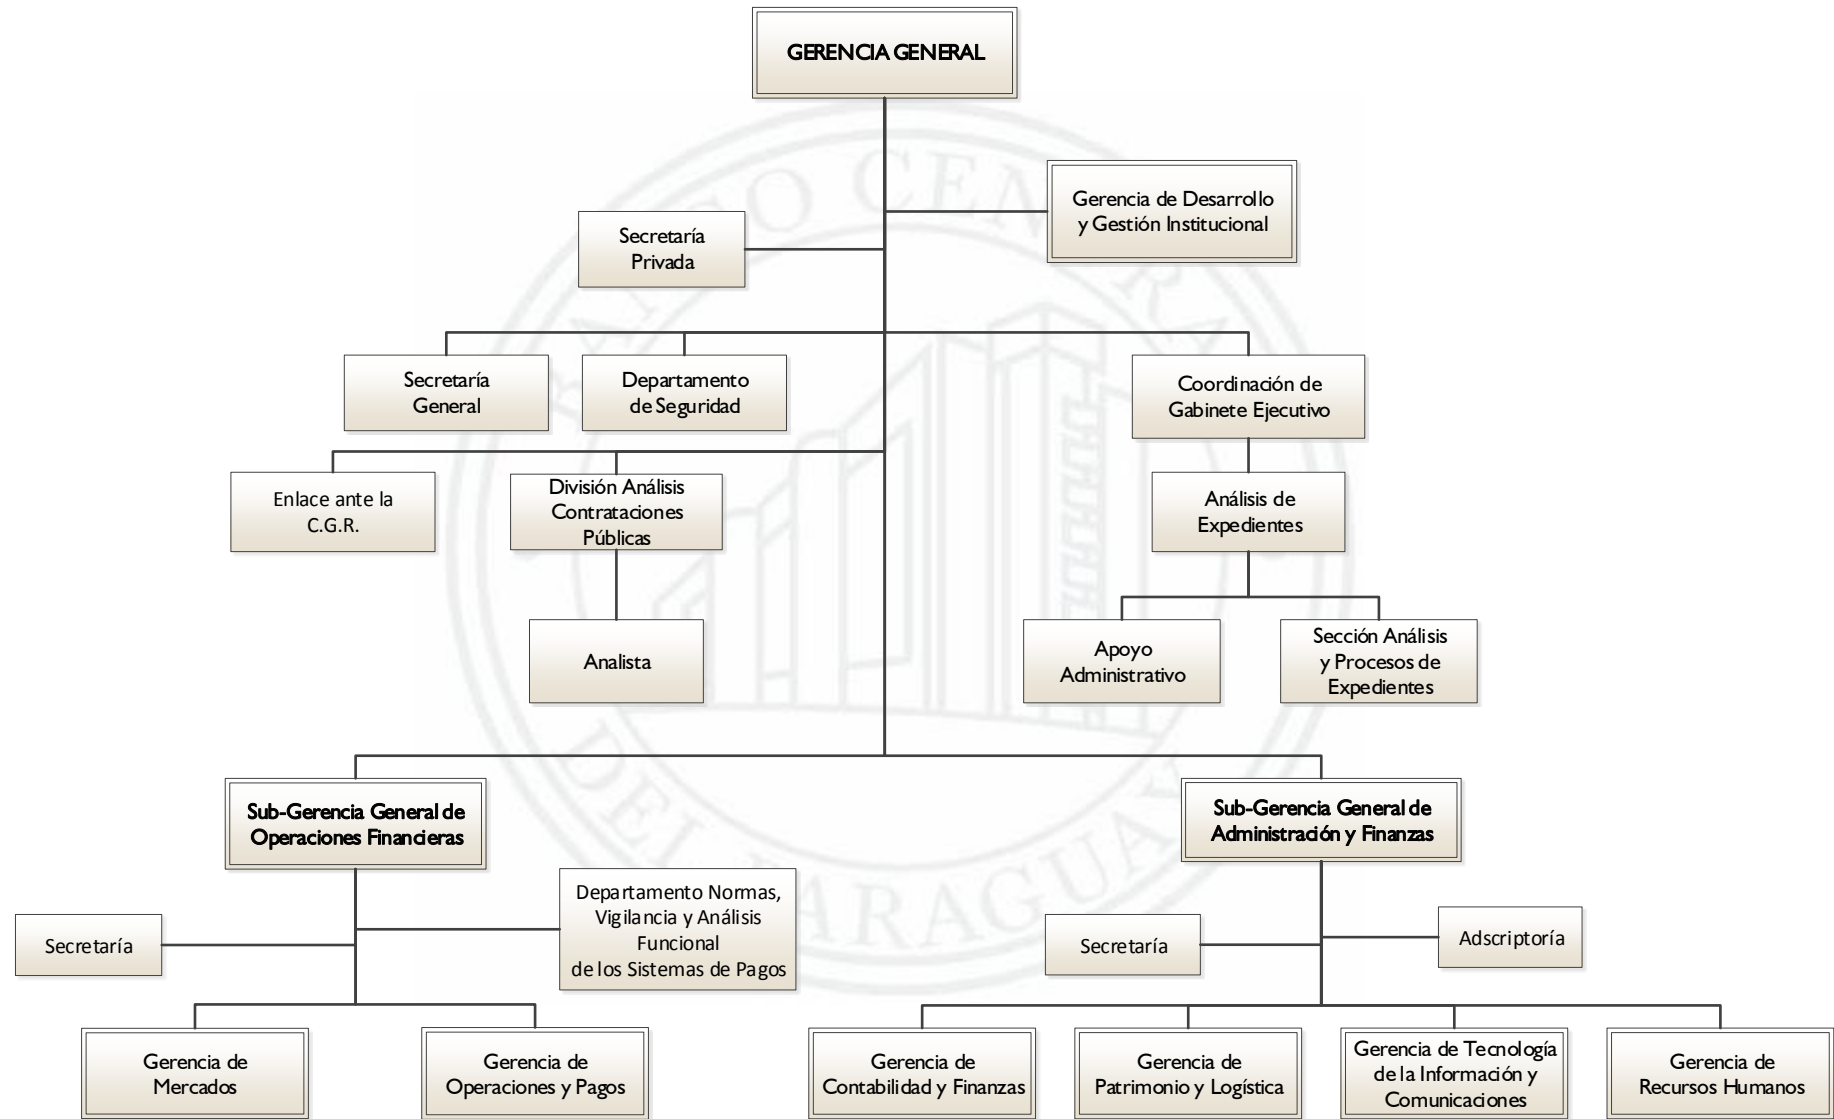 GERENCIA GENERAL
Gerencia de Desarrollo
y Gestión Institucional
Secretaría
Privada
Secretaría
General
Departamento
de Seguridad
Coordinación de
Gabinete Ejecutivo
Enlace ante la
C.G.R.
División Análisis
Contrataciones
Públicas
Análisis de
Expedientes
Analista
Apoyo
Administrativo
Sección Análisis
y Procesos de
Expedientes
Sub-Gerencia General de
Operaciones Financieras
Sub-Gerencia General de
Administración y Finanzas
Secretaría
Departamento Normas,
Vigilancia y Análisis
Funcional
de los Sistemas de Pagos
Secretaría
Adscriptoría
Gerencia de
Mercados
Gerencia de
Operaciones y Pagos
Gerencia de
Contabilidad y Finanzas
Gerencia de
Patrimonio y Logística
Gerencia de Tecnología
de la Información y
Comunicaciones
Gerencia de
Recursos Humanos
BANCO CENTRAL
DEL PARAGUAY